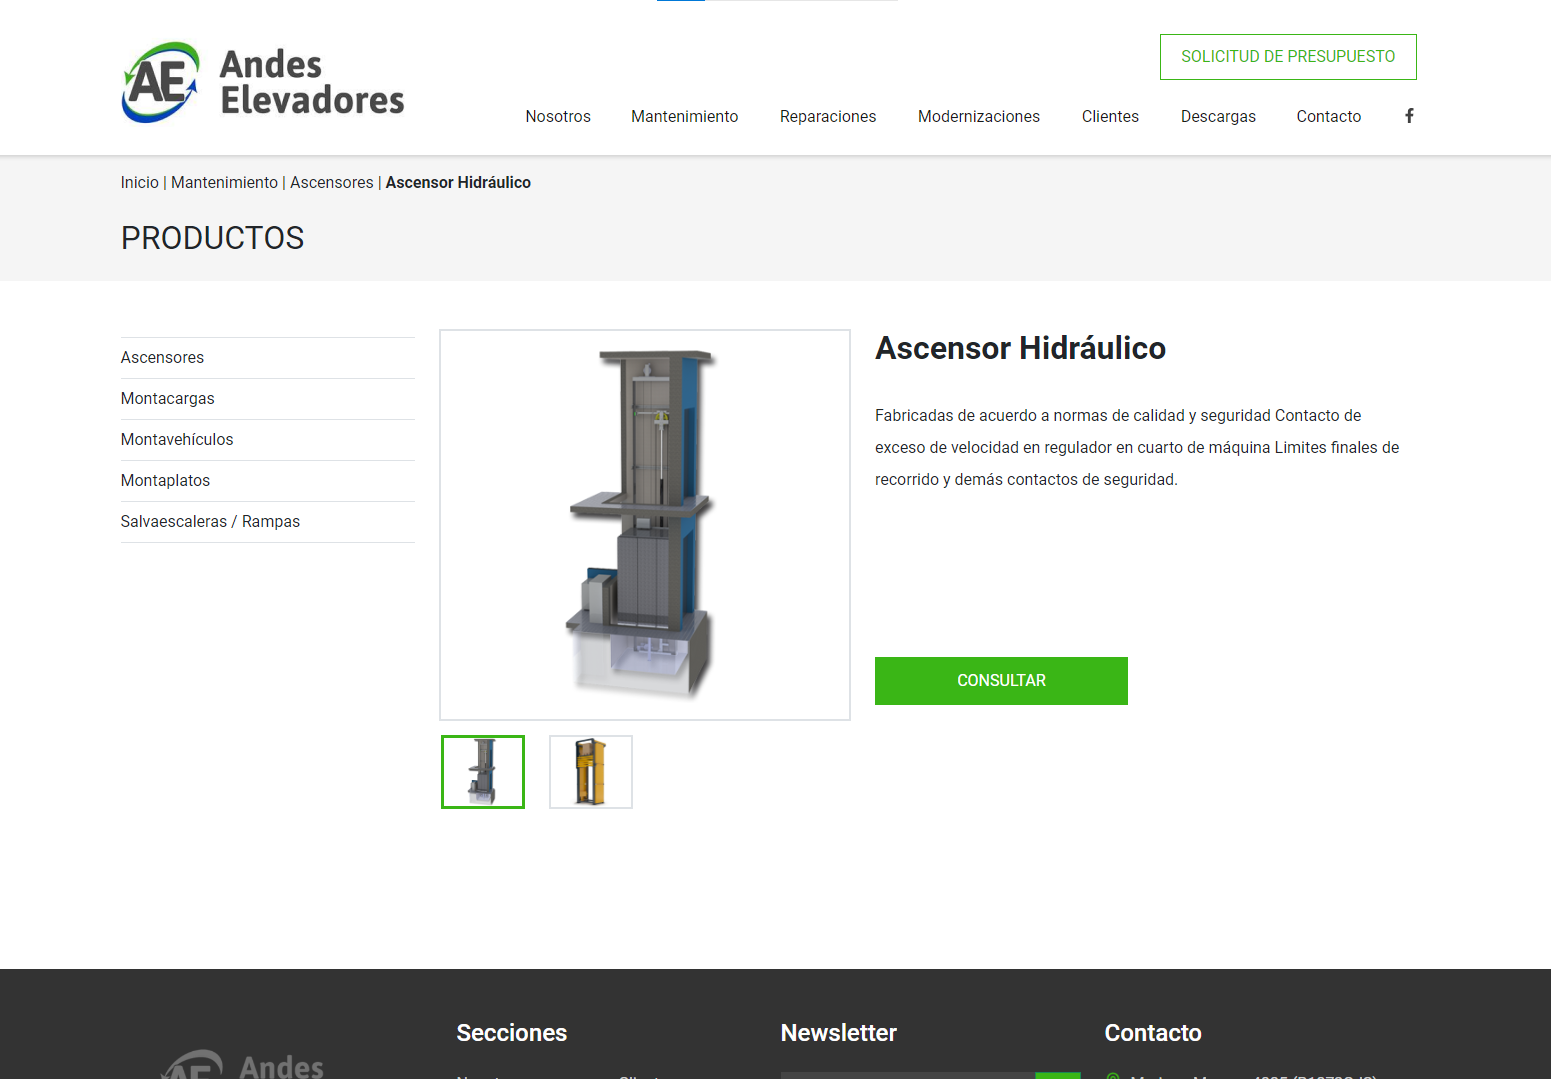 AE Andes
Elevadores
SOLICITUD DE PRESUPUESTO
Nosotros Mantenimiento Reparaciones Modernizaciones Clientes Descargas Contacto
Inicio | Mantenimiento | Ascensores | Ascensor Hidráulico
PRODUCTOS
Ascensores
Montacargas
Montavehículos
Montaplatos
Salvaescaleras / Rampas
Ascensor Hidráulico
Fabricadas de acuerdo a normas de calidad y seguridad Contacto de
exceso de velocidad en regulador en cuarto de máquina Limites finales de
recorrido y demás contactos de seguridad.
CONSULTAR
Secciones Newsletter Contacto
AE Andes